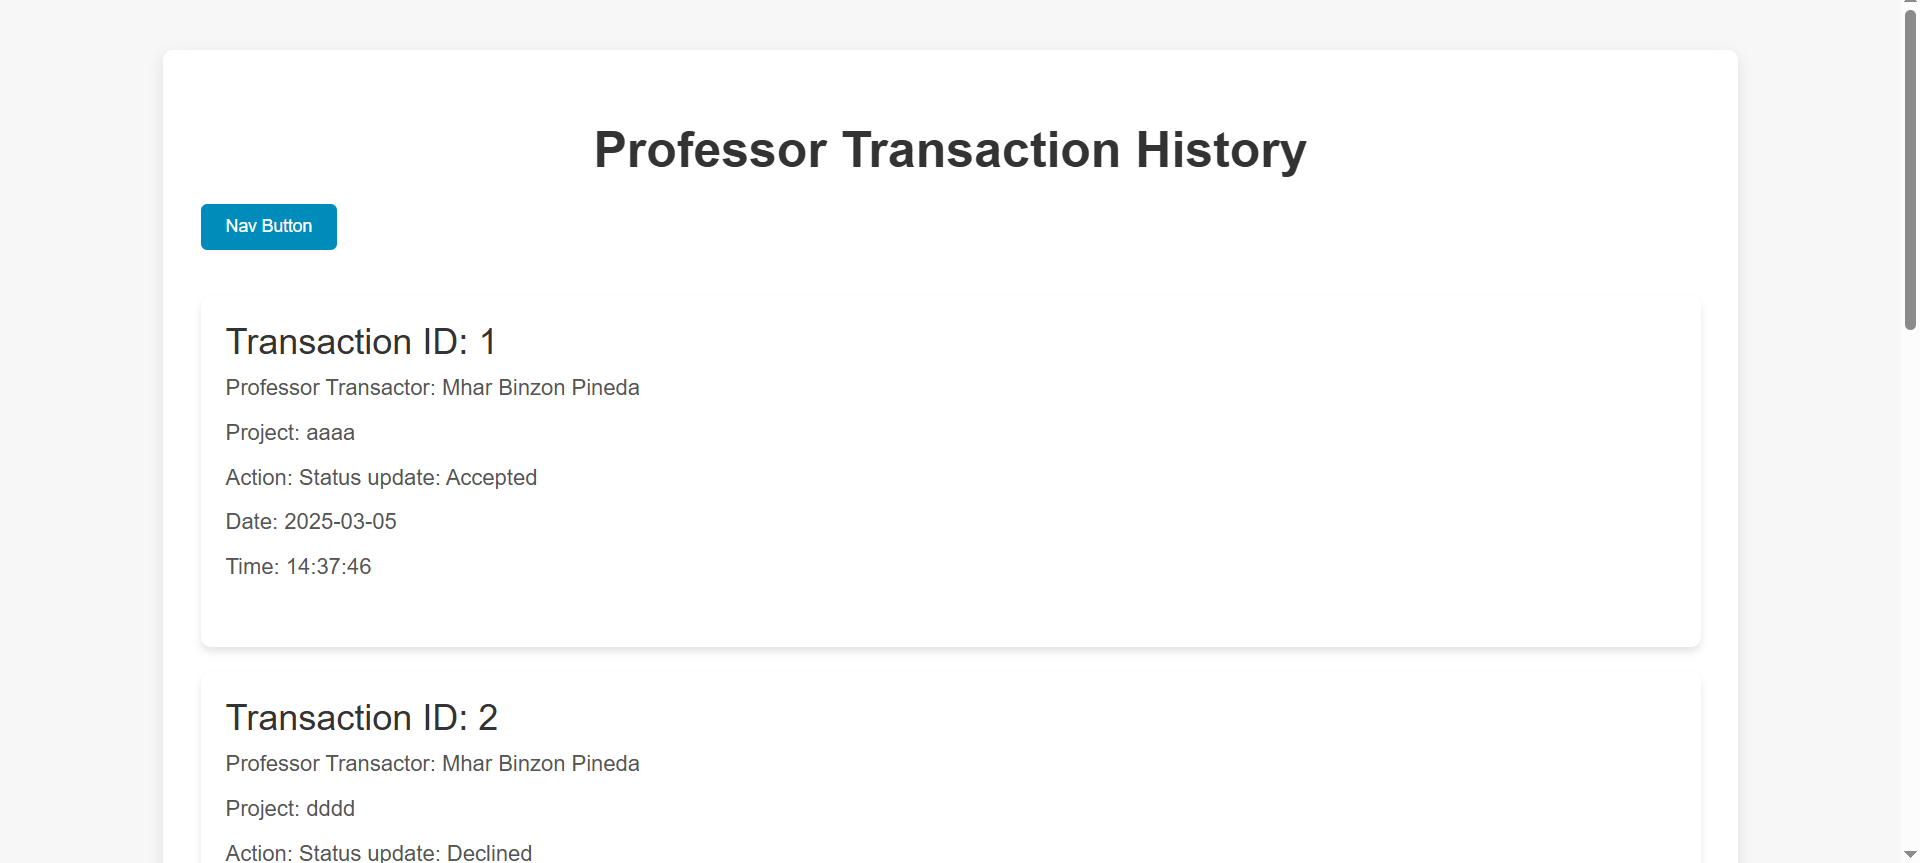 Professor Transaction History
Nav Button
Transaction ID: 1
Professor Transactor: Mhar Binzon Pineda
Project: aaaa
Action: Status update: Accepted
Date: 2025-03-05
Time: 14:37:46
Transaction ID: 2
Professor Transactor: Mhar Binzon Pineda
Project: dddd
Action: Status update: Declined